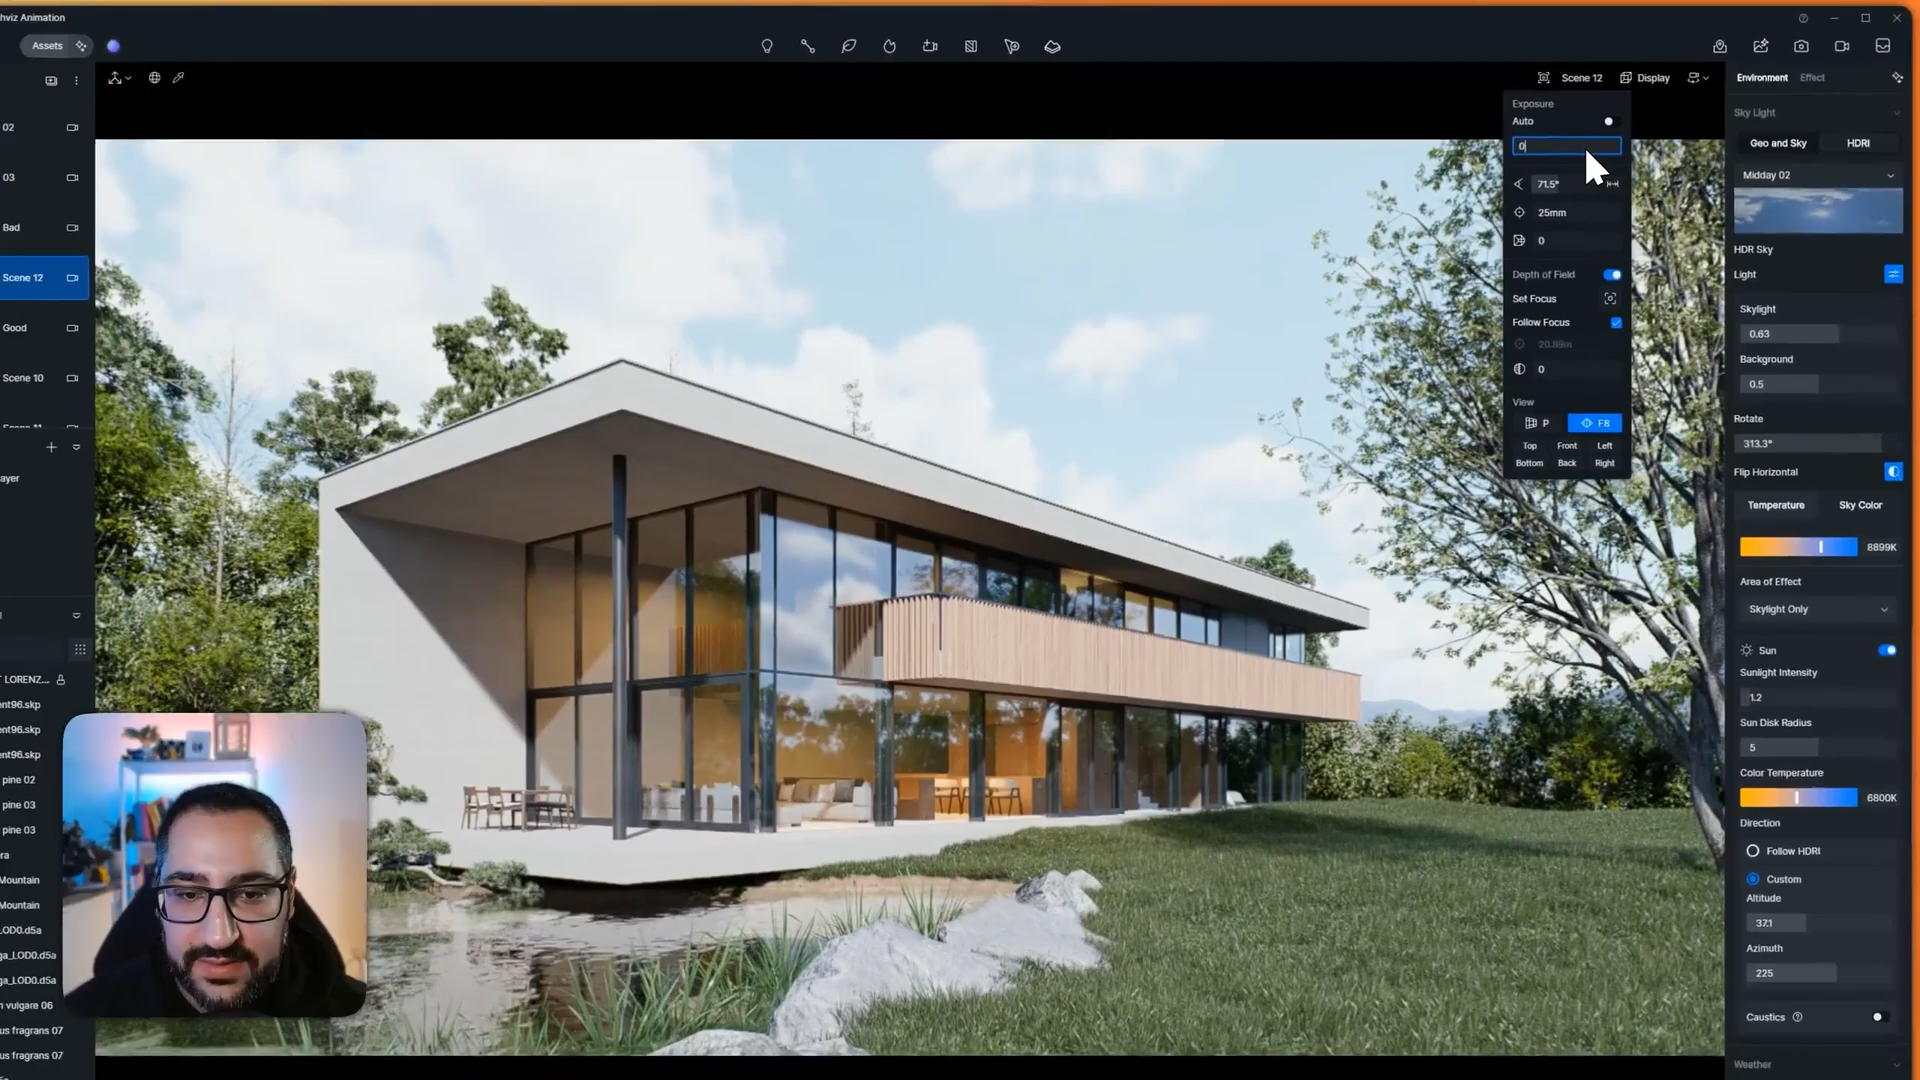 hviz Animation
Assets
Scene 12
Display
Environment
Effect
02
03
Bad
Scene 12
Good
Scene 10
ayer
T LORENZ...
ent96.skp
ent96.skp
ent96.skp
pine 02
pine 03
pine 03
ra
Mountain
Mountain
LOD0.d5a
ga_LOD0.d5a
ga_LOD0.d5a
n vulgare 06
us fragrans 07
us fragrans 07
Exposure
Auto
0
71.5°
25mm
0
Depth of Field
Set Focus
Follow Focus
20.89m
0
View
P
F8
Top
Front
Left
Bottom
Back
Right
Sky Light
Geo and Sky
HDRI
Midday 02
HDR Sky
Light
Skylight
0.63
Background
0.5
Rotate
313.3°
Flip Horizontal
Temperature
Sky Color
8899K
Area of Effect
Skylight Only
Sun
Sunlight Intensity
1.2
Sun Disk Radius
5
Color Temperature
6800K
Direction
Follow HDRI
Custom
Altitude
37.1
Azimuth
225
Caustics
Weather